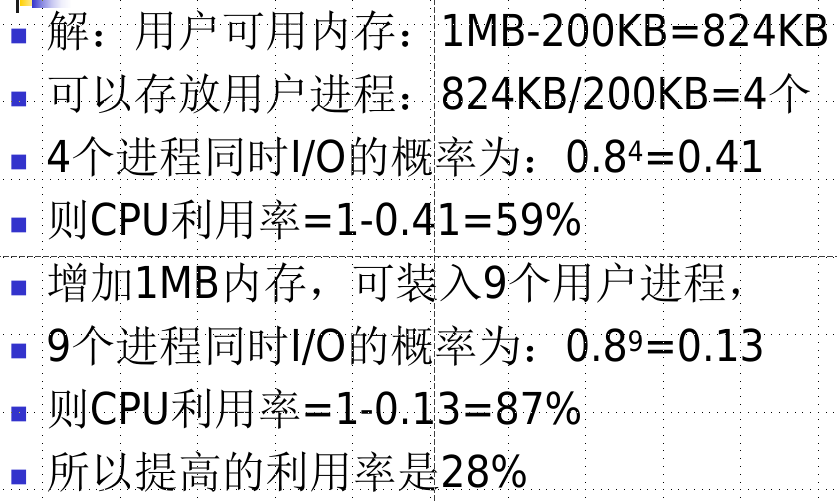 解：用户可用内存：1MB-200KB=824KB
可以存放用户进程：824KB/200KB=4个
4个进程同时I/O的概率为：0.8⁴=0.41
则CPU利用率=1-0.41=59%
增加1MB内存，可装入9个用户进程，
9个进程同时I/O的概率为：0.8⁹=0.13
则CPU利用率=1-0.13=87%
所以提高的利用率是28%